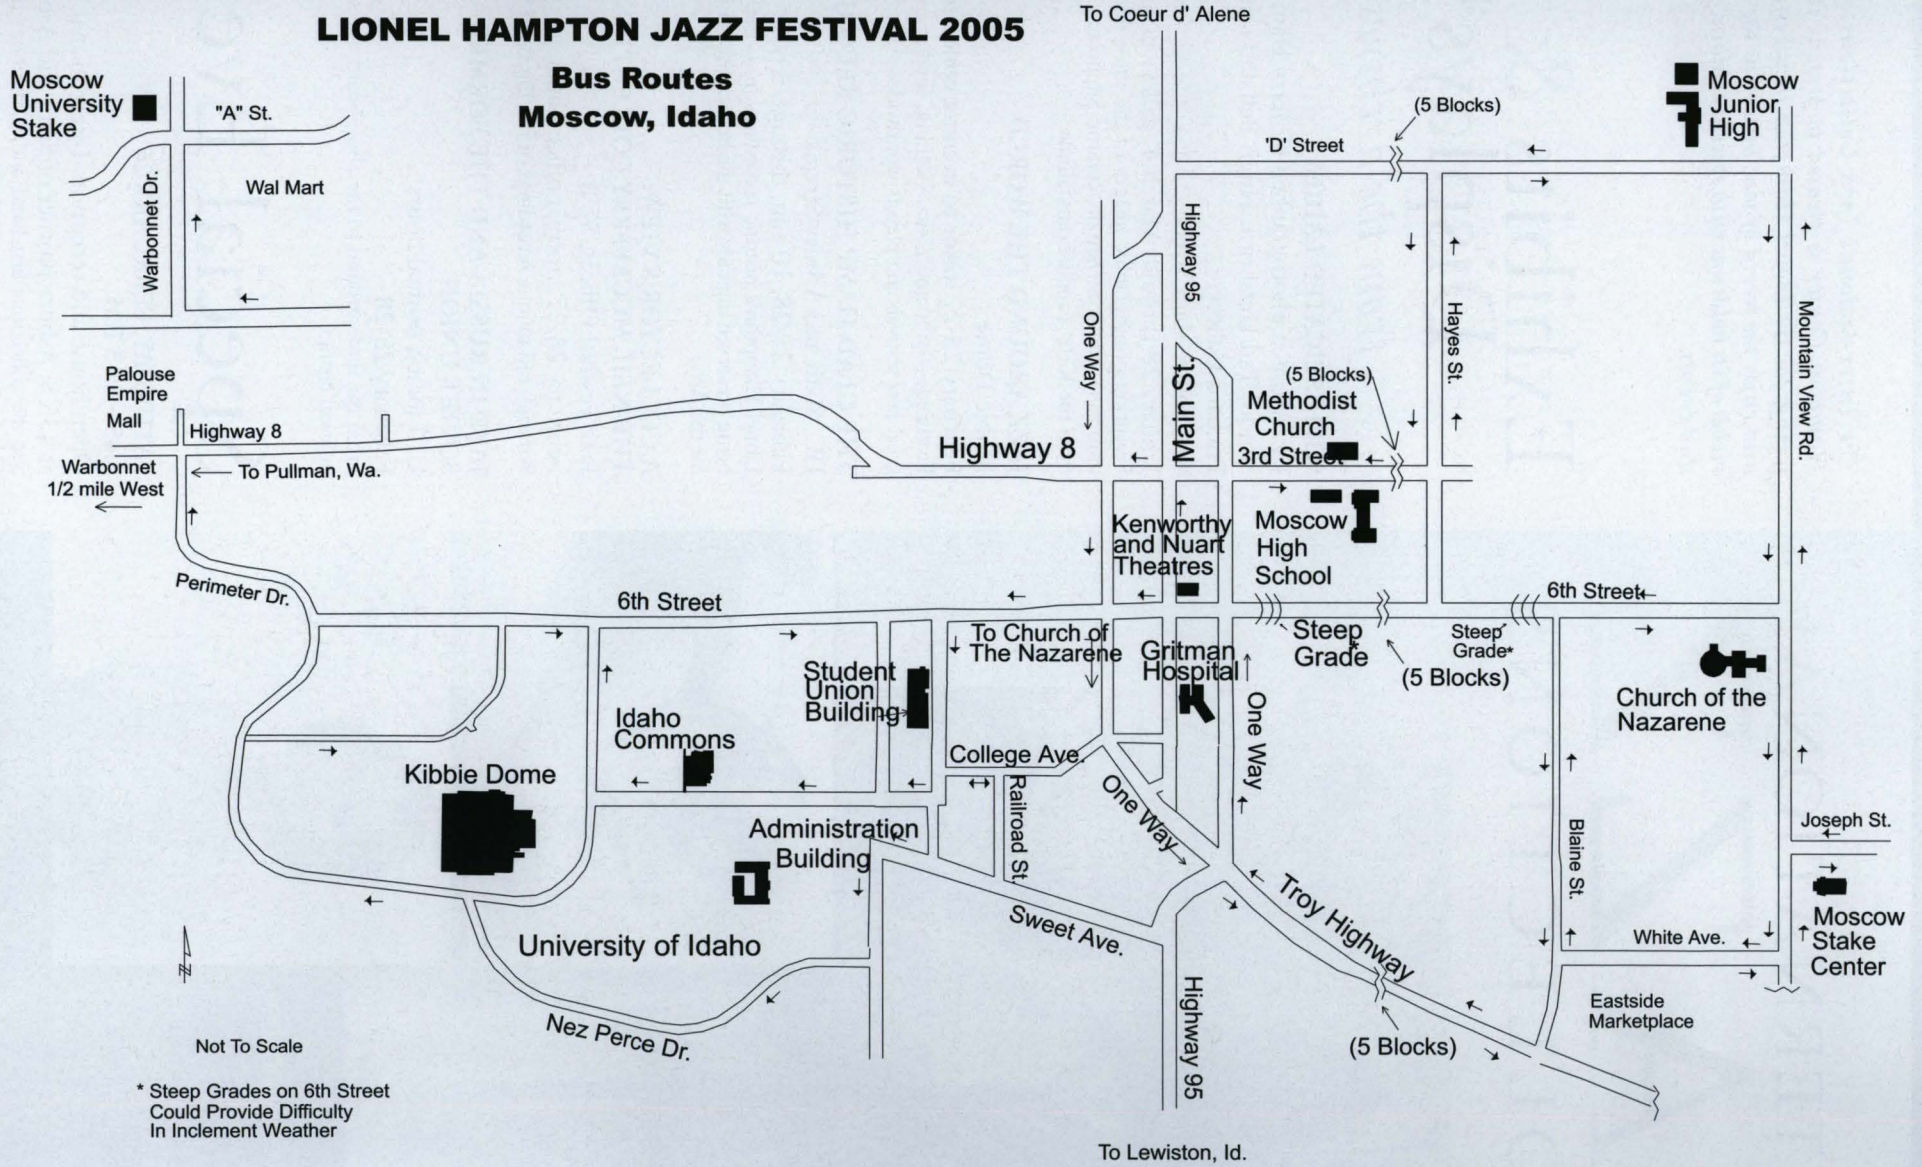 LIONEL HAMPTON JAZZ FESTIVAL 2005
Bus Routes
Moscow, Idaho
To Coeur d' Alene
Moscow
University
Stake
"A" St.
Warbonnet Dr.
Wal Mart
(5 Blocks)
'D' Street
Moscow
Junior
High
Highway 95
One Way
Main St.
Hayes St.
Mountain View Rd.
Palouse
Empire
Mall
Highway 8
Warbonnet
1/2 mile West
To Pullman, Wa.
Highway 8
(5 Blocks)
Methodist
Church
3rd Street
Kenworthy
and Nuart
Theatres
Moscow
High
School
Perimeter Dr.
6th Street
6th Street
To Church of
The Nazarene
Gritman
Hospital
Steep
Grade*
(5 Blocks)
Steep
Grade*
Church of the
Nazarene
Student
Union
Building
Idaho
Commons
Kibbie Dome
College Ave.
Railroad St.
One Way
One Way
Administration
Building
Blaine St.
Joseph St.
Troy Highway
Sweet Ave.
University of Idaho
White Ave.
Moscow
Stake
Center
Eastside
Marketplace
Nez Perce Dr.
N
Highway 95
(5 Blocks)
Not To Scale
* Steep Grades on 6th Street
Could Provide Difficulty
In Inclement Weather
To Lewiston, Id.